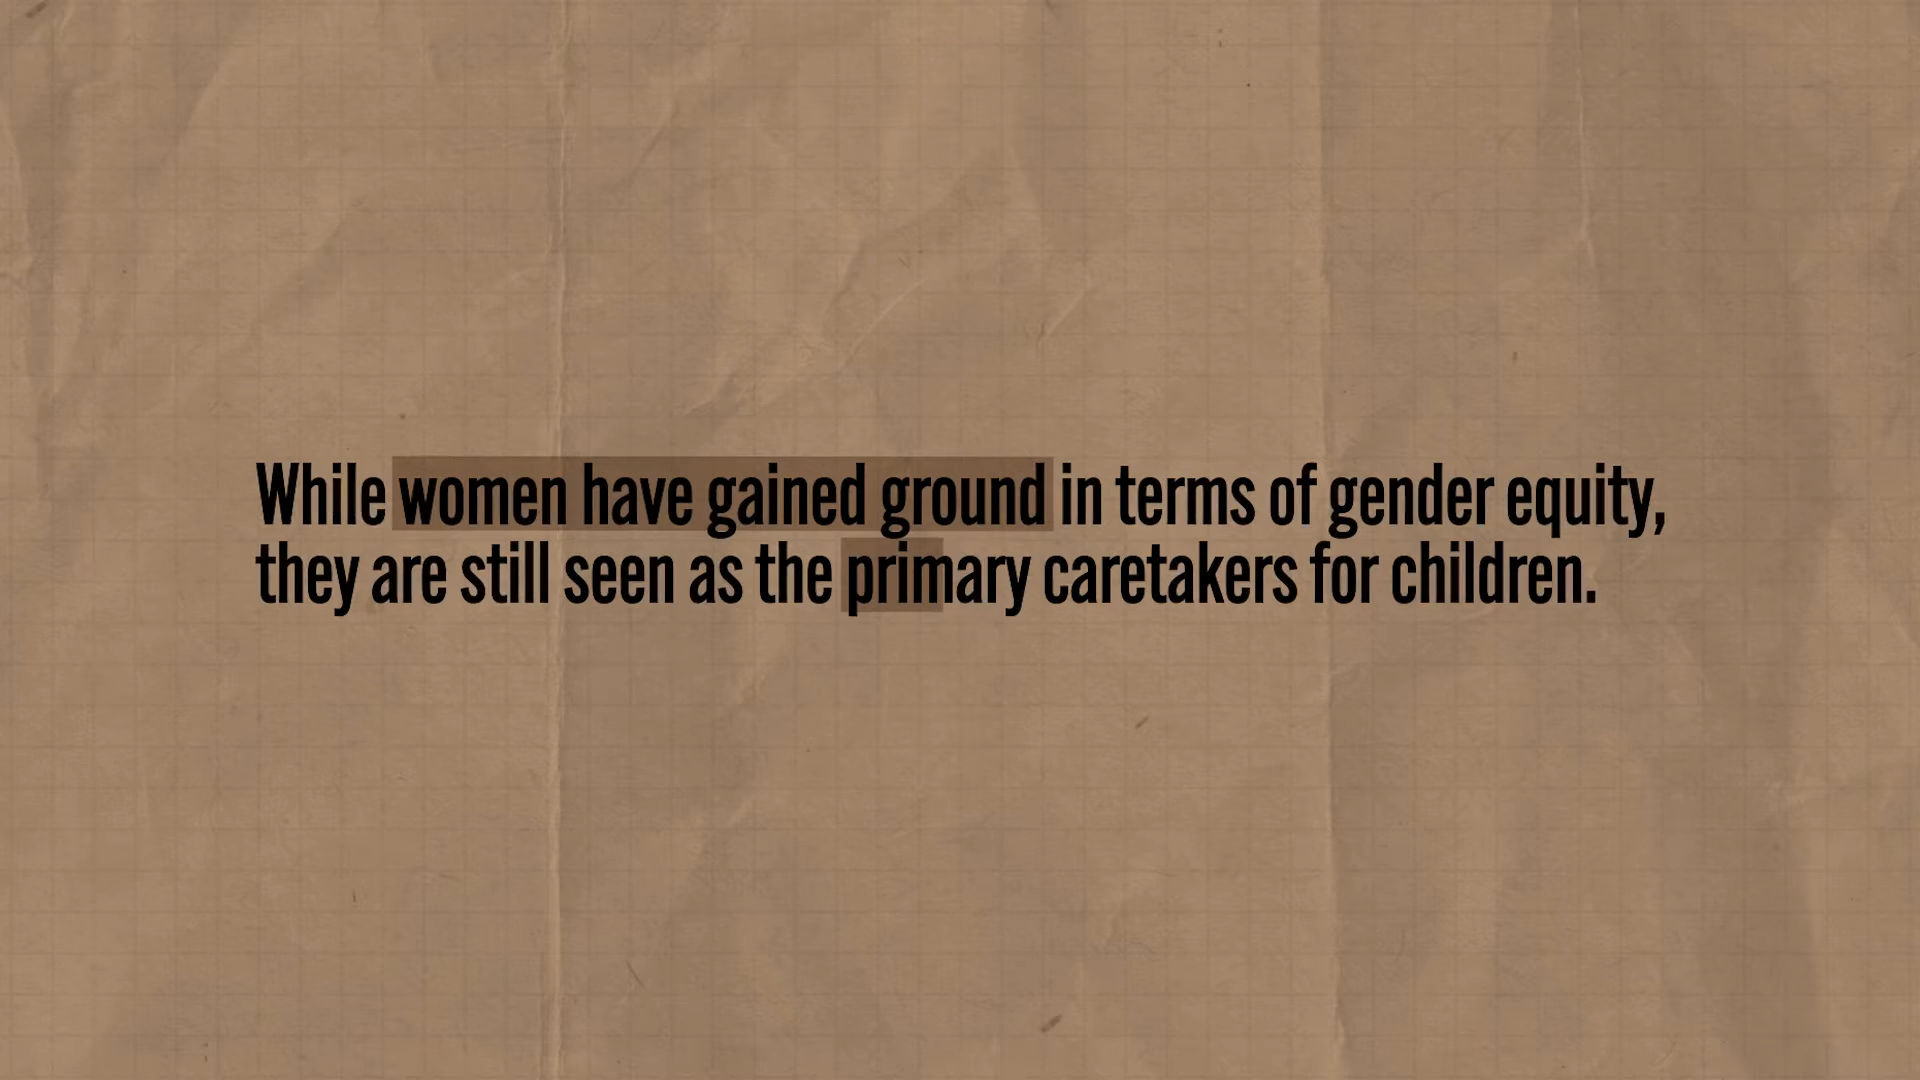 While women have gained ground in terms of gender equity,
they are still seen as the primary caretakers for children.